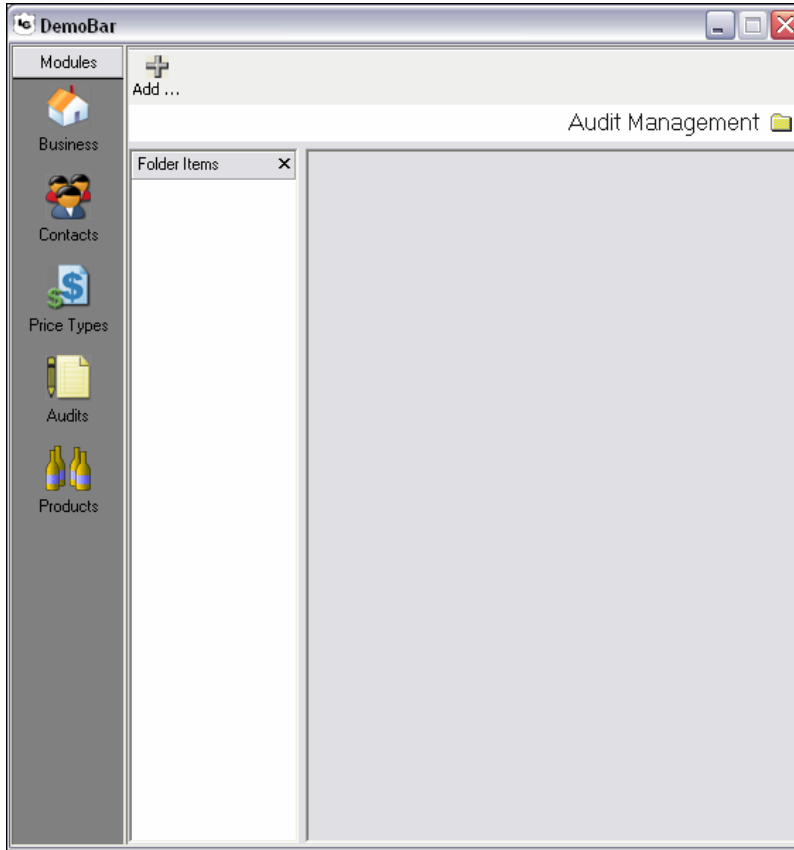 DemoBar
Modules
Add ...
Audit Management
Business
Folder Items
Contacts
Price Types
Audits
Products